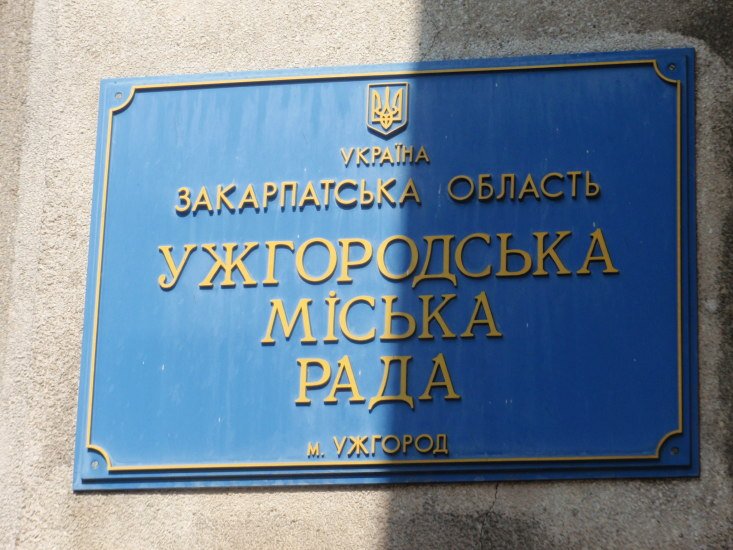 УКРАЇНА
ЗАКАРПАТСЬКА ОБЛАСТЬ
УЖГОРОДСЬКА
МІСЬКА
РАДА
м. УЖГОРОД